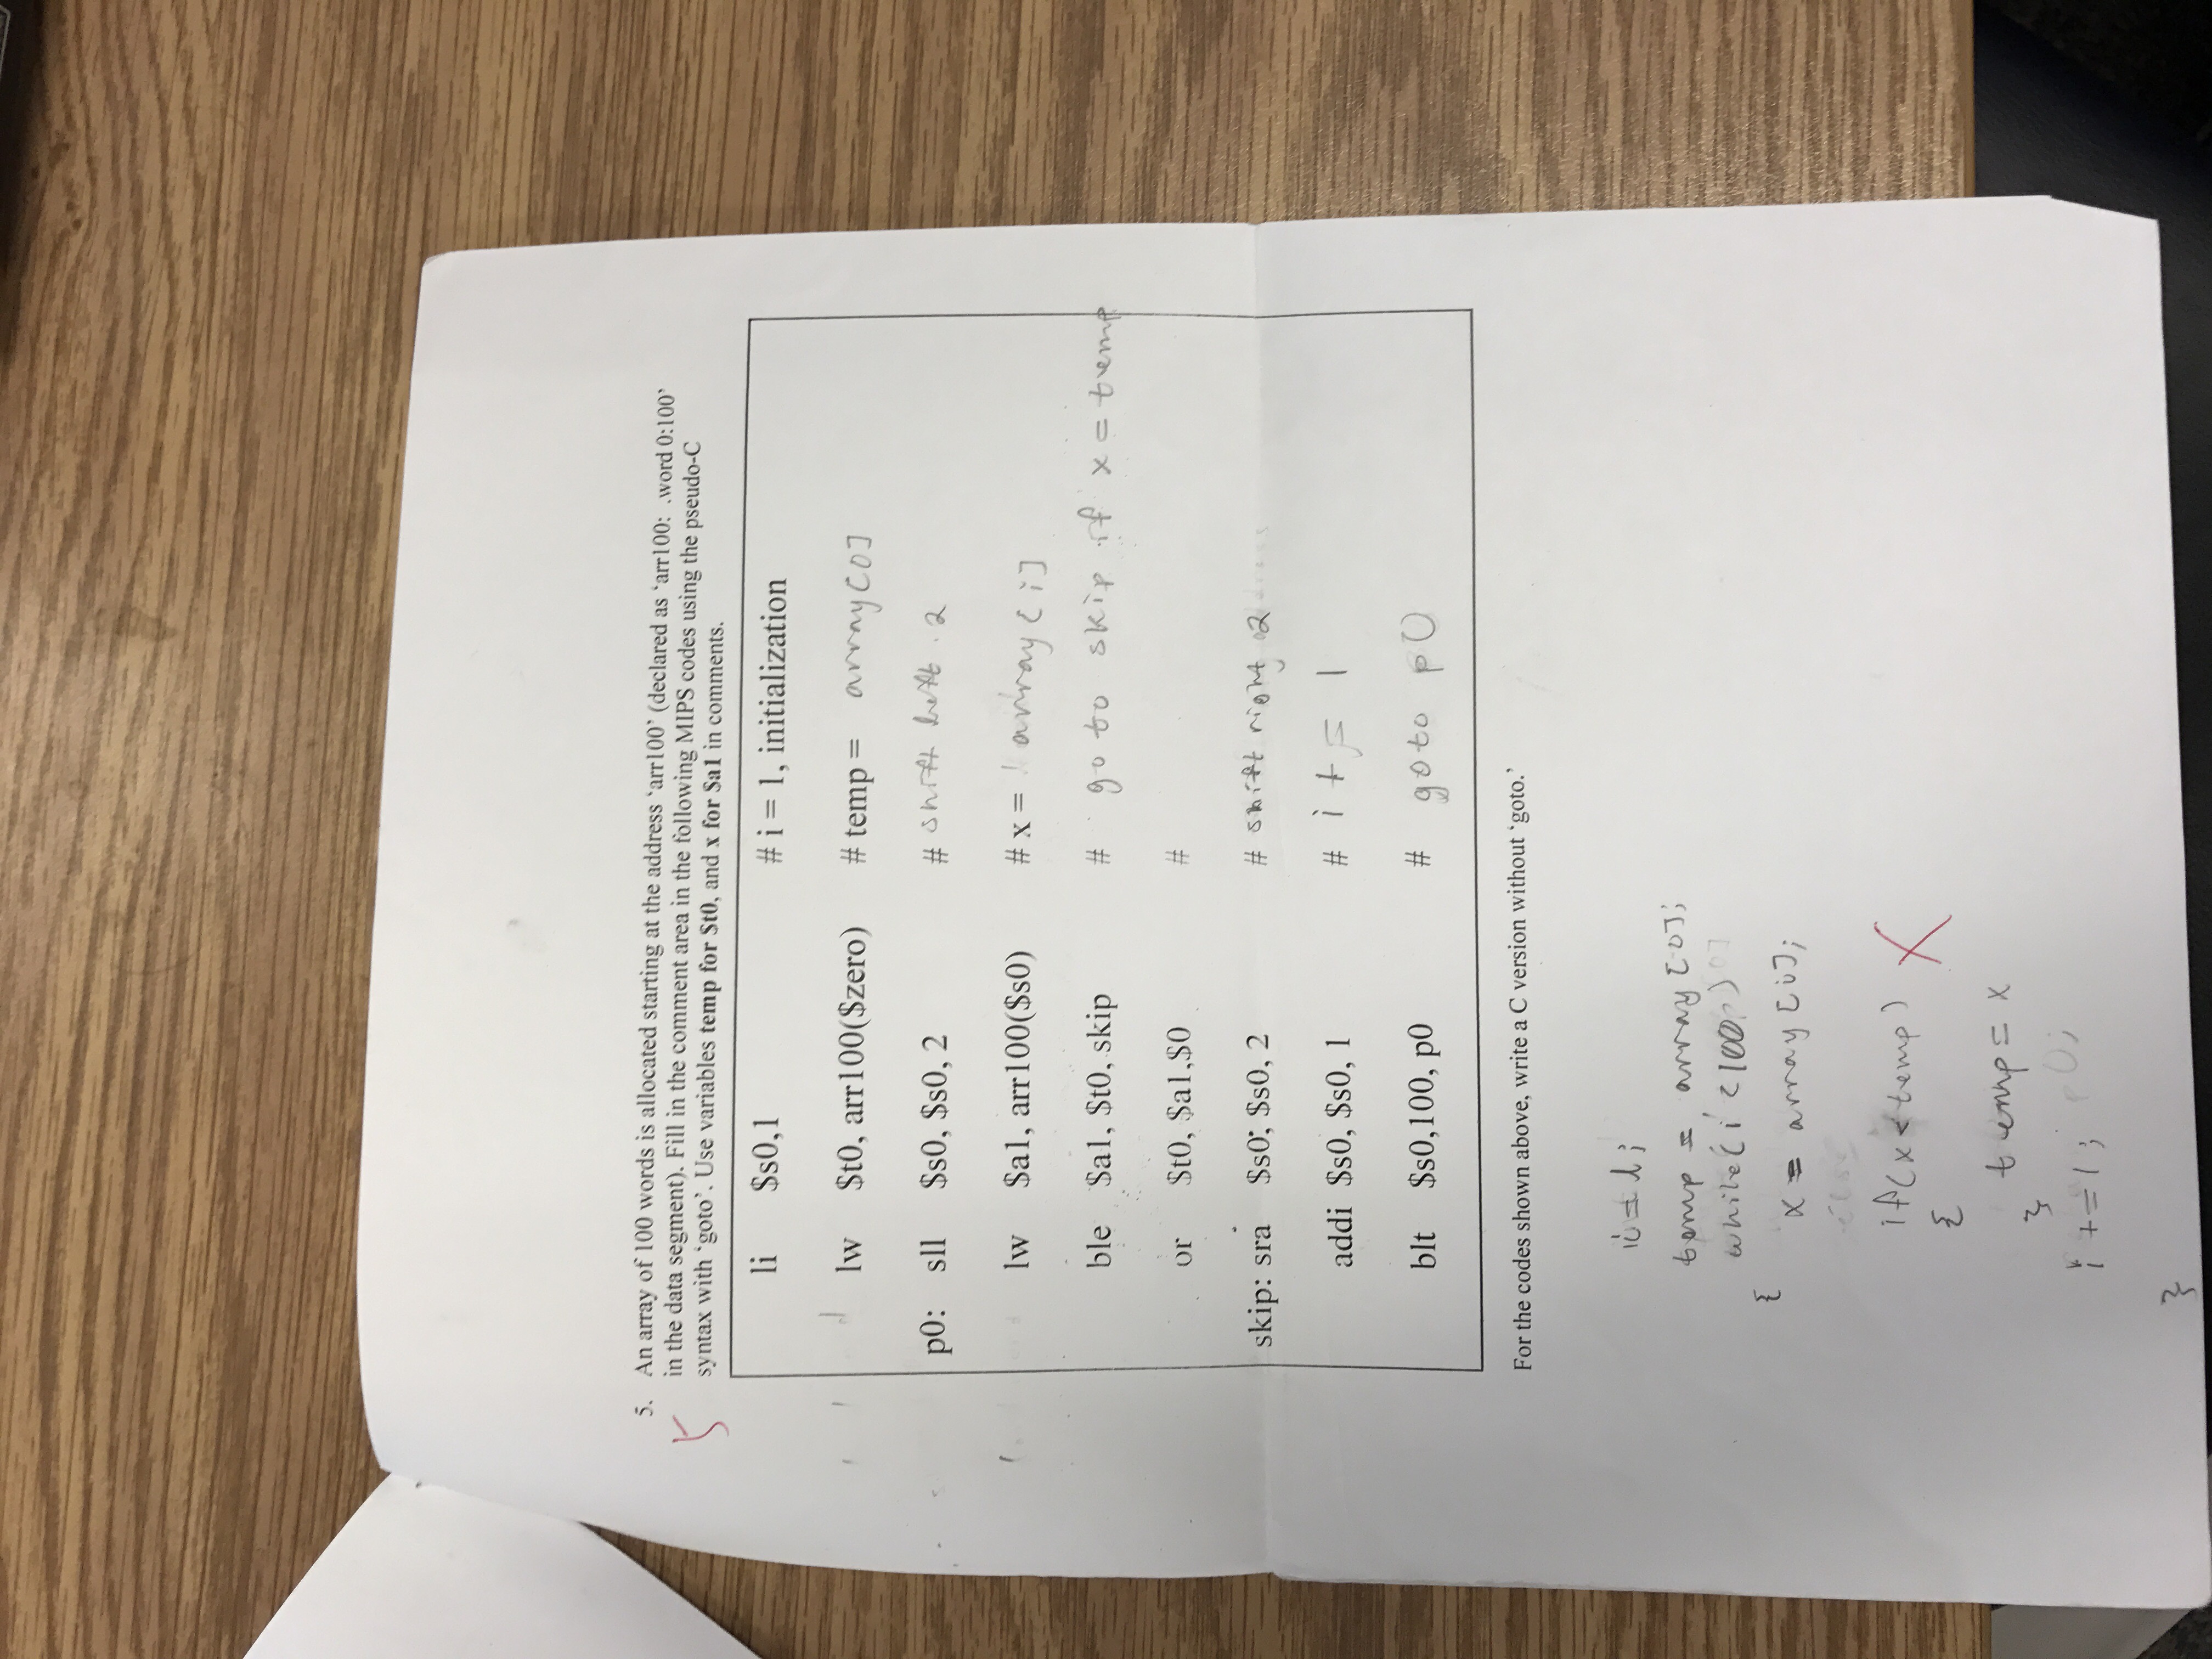 5. An array of 100 words is allocated starting at the address ‘arr100’ (declared as ‘arr100: .word 0:100’
in the data segment). Fill in the comment area in the following MIPS codes using the pseudo-C
syntax with ‘goto’. Use variables temp for $t0, and x for $a1 in comments.
5
li $s0,1 # i = 1, initialization
lw $t0, arr100($zero) # temp = array[0]
p0: sll $s0, $s0, 2 # shift left 2
lw $a1, arr100($s0) # x = array[i]
ble $a1, $t0, skip # go to skip if x = temp
or $t0, $a1,$0 #
skip: sra $s0, $s0, 2 # shift right 2
addi $s0, $s0, 1 # i += 1
blt $s0,100, p0 # goto p0
For the codes shown above, write a C version without ‘goto.’
i = 1;
temp = array[0];
while(i < 100)
{
x = array[i];
if(x < temp) X
{
temp = x
}
i += 1;
}